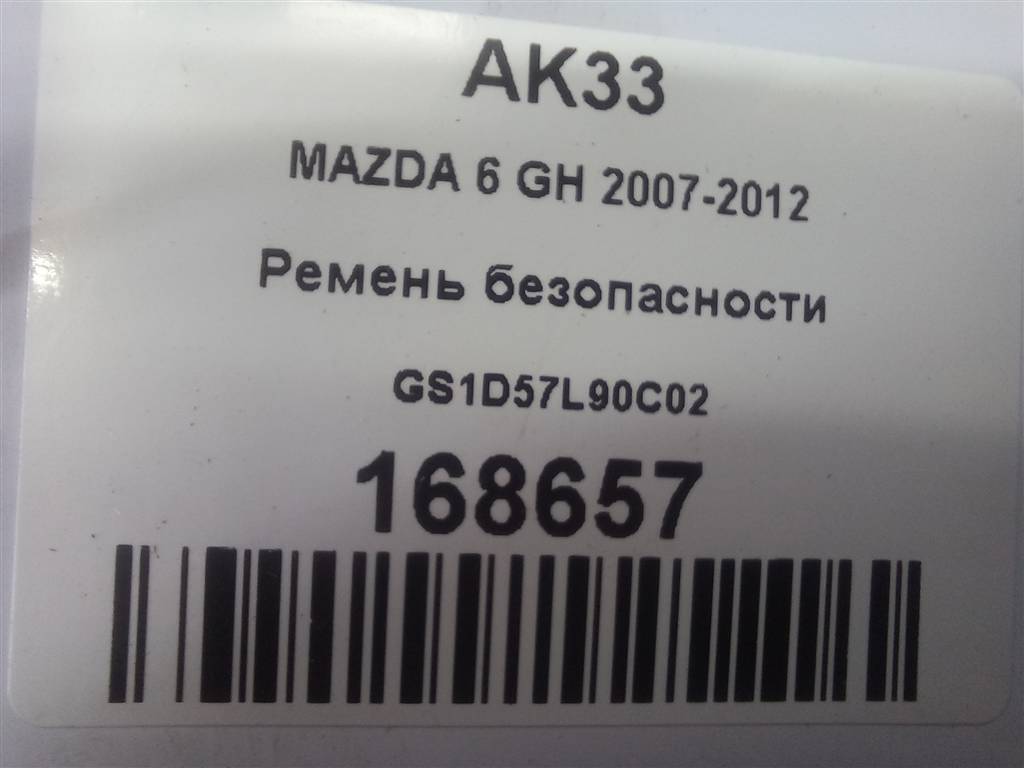 AK33
MAZDA 6 GH 2007-2012
Ремень безопасности
GS1D57L90C02
168657